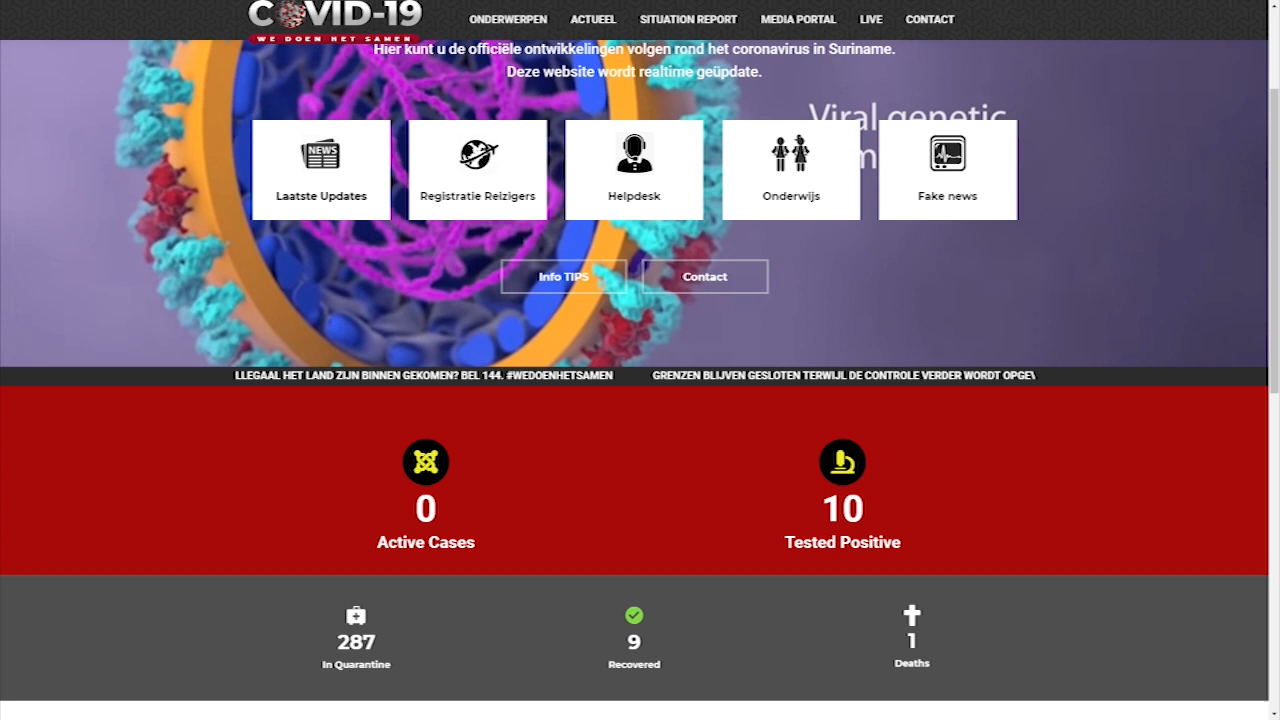 COVID-19
WE DOEN HET SAMEN
ONDERWERPEN ACTUEEL SITUATION REPORT MEDIA PORTAL LIVE CONTACT
Hier kunt u de officiële ontwikkelingen volgen rond het coronavirus in Suriname.
Deze website wordt realtime geüpdate.
Viral genetic
NEWS
Laatste Updates
Registratie Reizigers
Helpdesk
Onderwijs
Fake news
Info TIPS
Contact
LLEGAAL HET LAND ZIJN BINNEN GEKOMEN? BEL 144. #WEDOENHETSAMEN GRENZEN BLIJVEN GESLOTEN TERWIJL DE CONTROLE VERDER WORDT
0
Active Cases
10
Tested Positive
287
In Quarantine
9
Recovered
1
Deaths